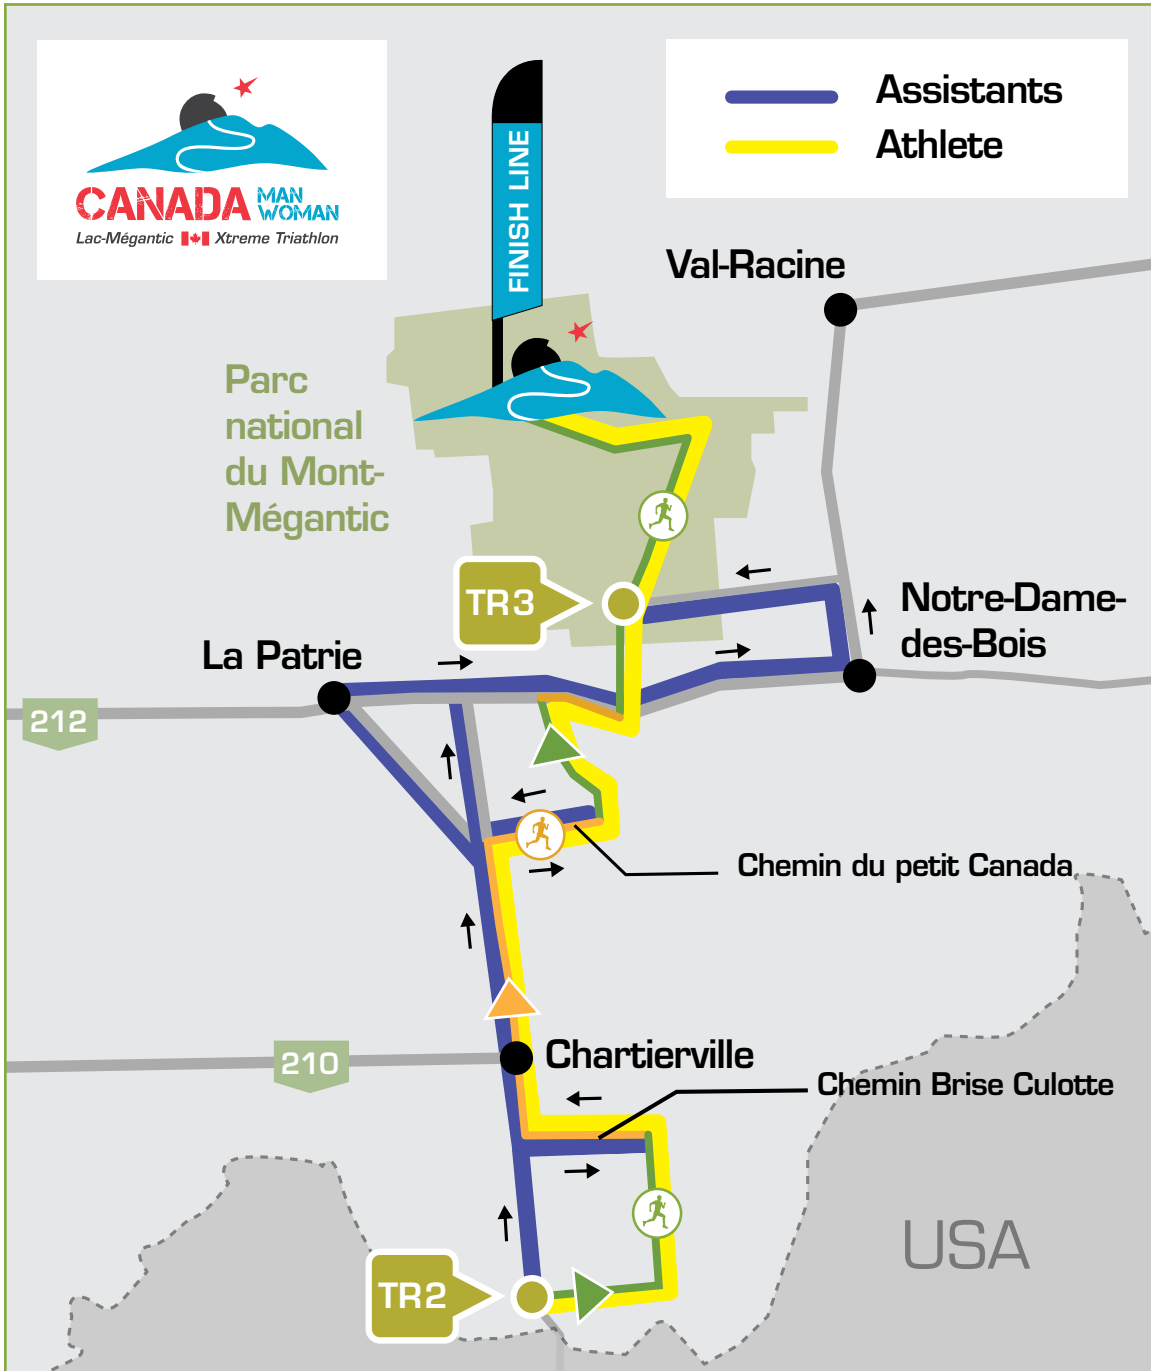 CANADA MAN
WOMAN
Lac-Mégantic Xtreme Triathlon
FINISH LINE
Assistants
Athlete
Val-Racine
Parc
national
du Mont-
Mégantic
TR3
Notre-Dame-
des-Bois
La Patrie
212
Chemin du petit Canada
210
Chartierville
Chemin Brise Culotte
USA
TR2